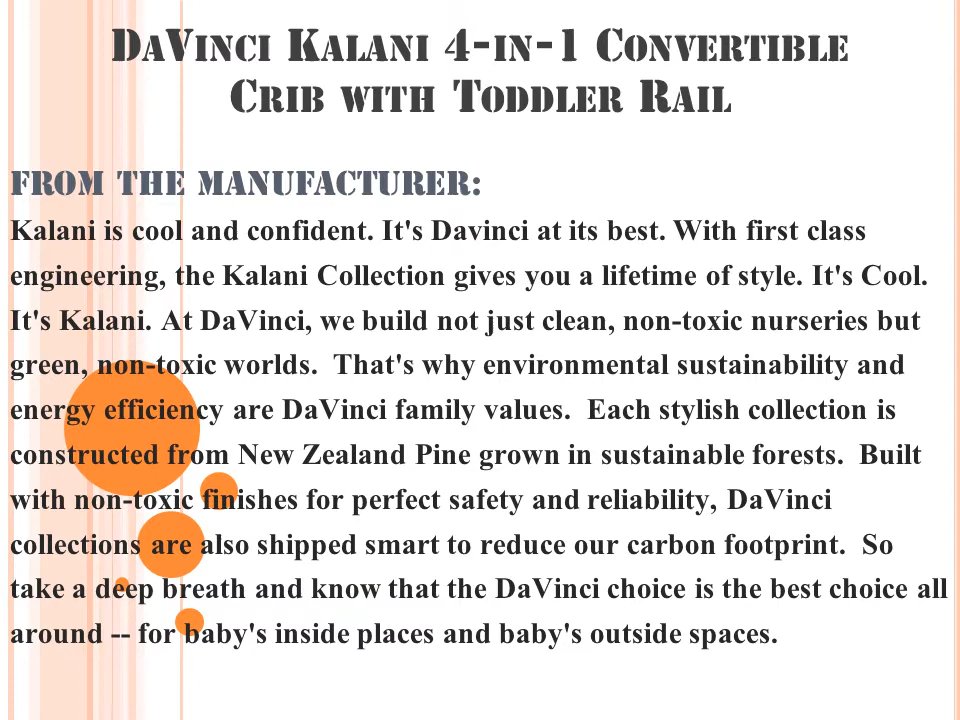 DaVinci Kalani 4-in-1 Convertible
Crib with Toddler Rail
FROM THE MANUFACTURER:
Kalani is cool and confident. It's Davinci at its best. With first class
engineering, the Kalani Collection gives you a lifetime of style. It's Cool.
It's Kalani. At DaVinci, we build not just clean, non-toxic nurseries but
green, non-toxic worlds.  That's why environmental sustainability and
energy efficiency are DaVinci family values.  Each stylish collection is
constructed from New Zealand Pine grown in sustainable forests.  Built
with non-toxic finishes for perfect safety and reliability, DaVinci
collections are also shipped smart to reduce our carbon footprint.  So
take a deep breath and know that the DaVinci choice is the best choice all
around -- for baby's inside places and baby's outside spaces.